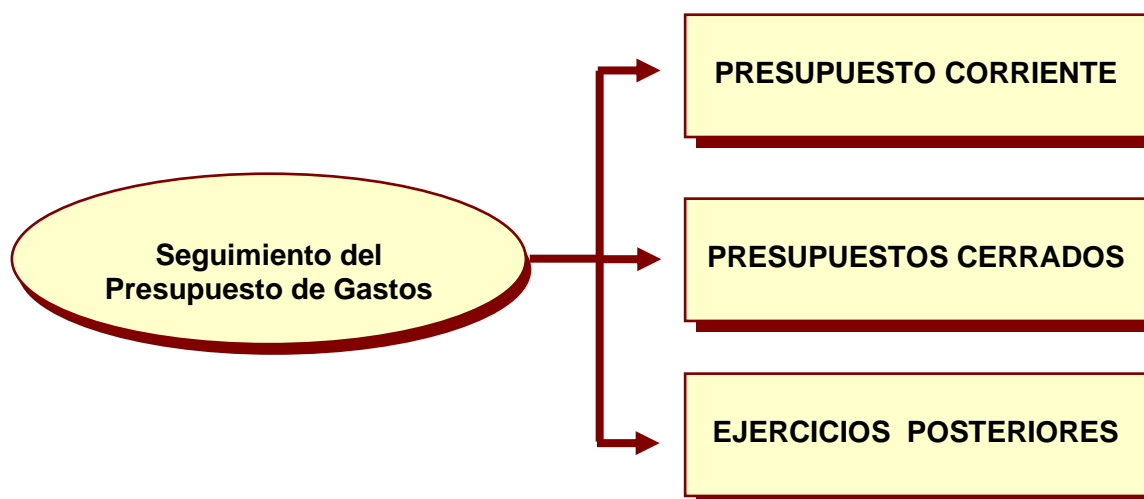 PRESUPUESTO CORRIENTE
Seguimiento del
Presupuesto de Gastos
PRESUPUESTOS CERRADOS
EJERCICIOS POSTERIORES